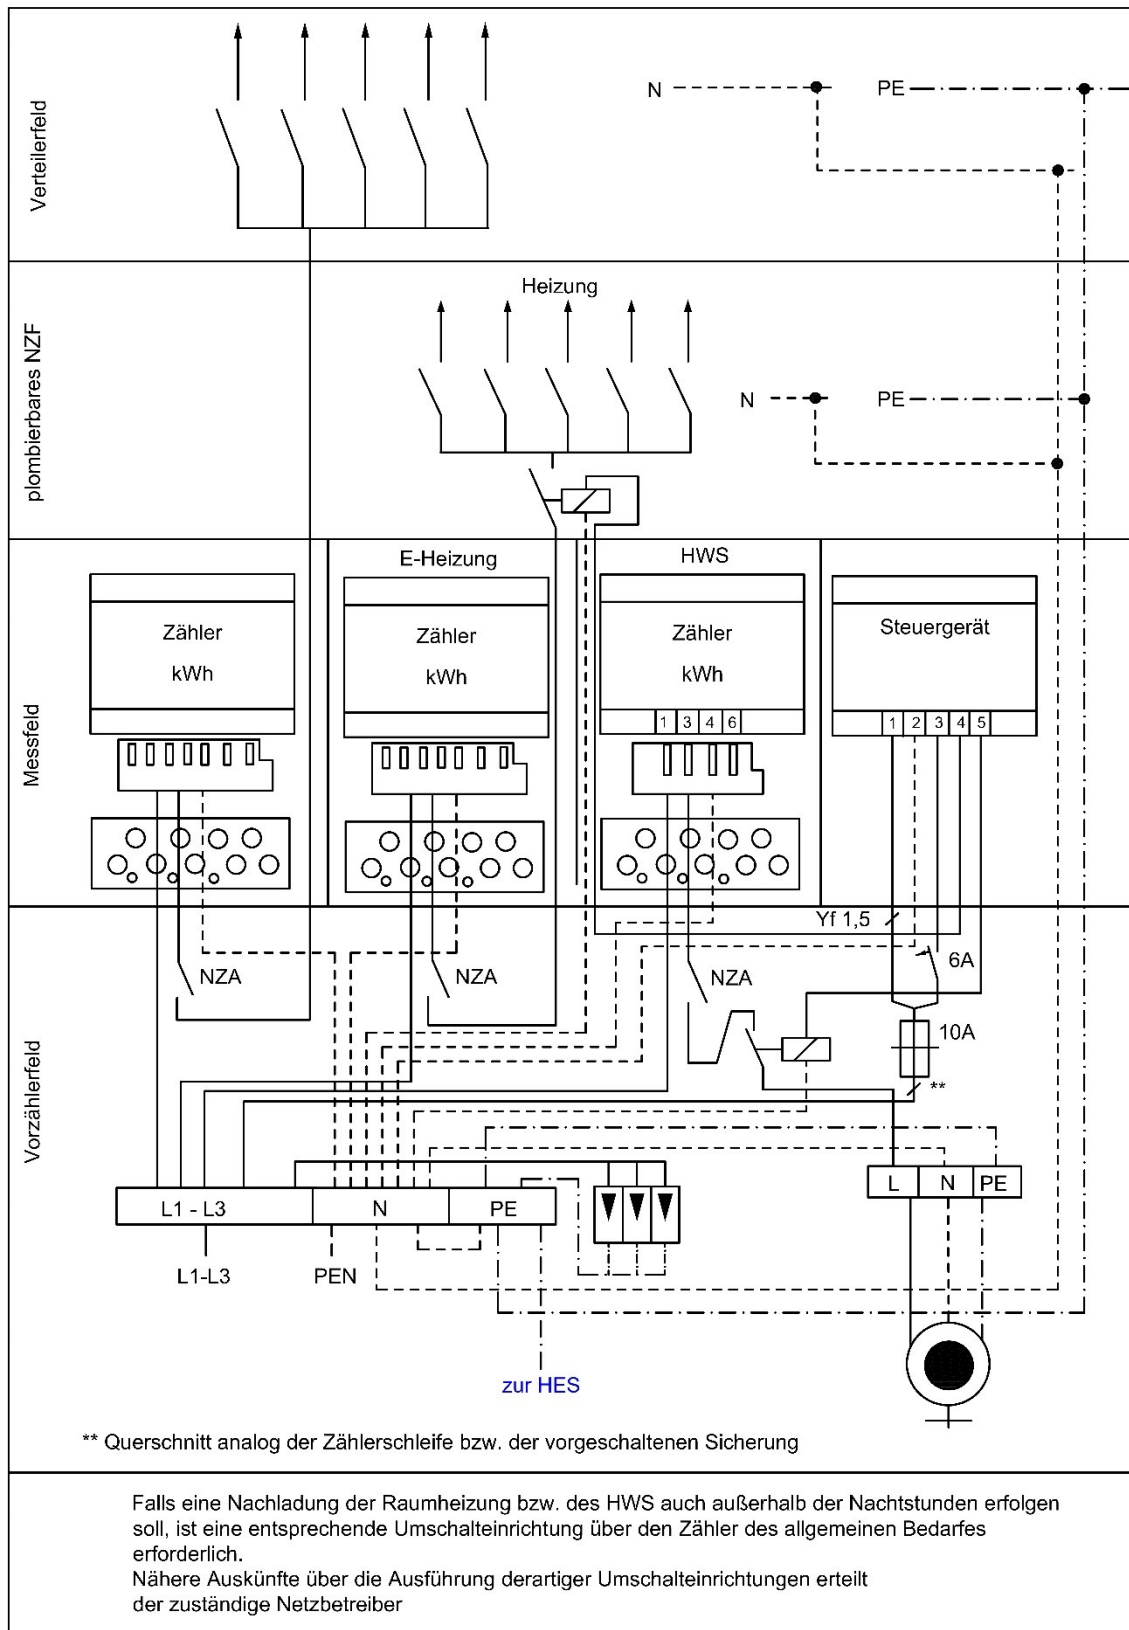 Verteilerfeld
N
PE
plombierbares NZF
Heizung
N
PE
Messfeld
E-Heizung
HWS
Zähler
kWh
Zähler
kWh
Zähler
kWh
1 3 4 6
Steuergerät
1 2 3 4 5
Vorzählerfeld
Yf 1,5
NZA
NZA
NZA
6A
10A
**
L N PE
L1 - L3
N
PE
L1-L3
PEN
zur HES
** Querschnitt analog der Zählerschleife bzw. der vorgeschaltenen Sicherung
Falls eine Nachladung der Raumheizung bzw. des HWS auch außerhalb der Nachtstunden erfolgen
soll, ist eine entsprechende Umschalteinrichtung über den Zähler des allgemeinen Bedarfes
erforderlich.
Nähere Auskünfte über die Ausführung derartiger Umschalteinrichtungen erteilt
der zuständige Netzbetreiber